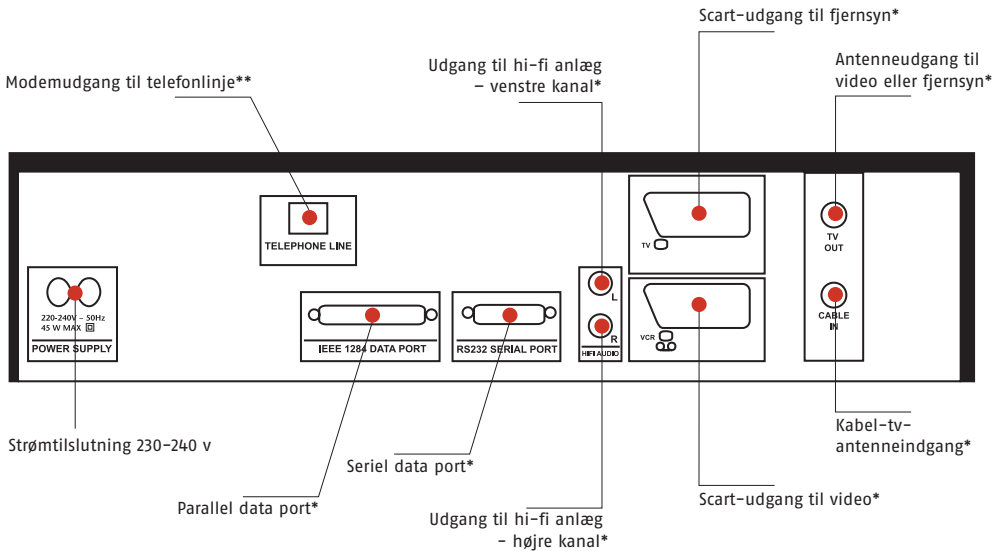 Scart-udgang til fjernsyn*
Udgang til hi-fi anlæg
– venstre kanal*
Antenneudgang til
video eller fjernsyn*
Modemudgang til telefonlinje**
TELEPHONE LINE
TV
TV
OUT
220-240V ~ 50Hz
45 W MAX
POWER SUPPLY
IEEE 1284 DATA PORT
RS232 SERIAL PORT
L
R
HIFI AUDIO
VCR
CABLE
IN
Strømtilslutning 230-240 v
Parallel data port*
Seriel data port*
Udgang til hi-fi anlæg
- højre kanal*
Scart-udgang til video*
Kabel-tv-
antenneindgang*